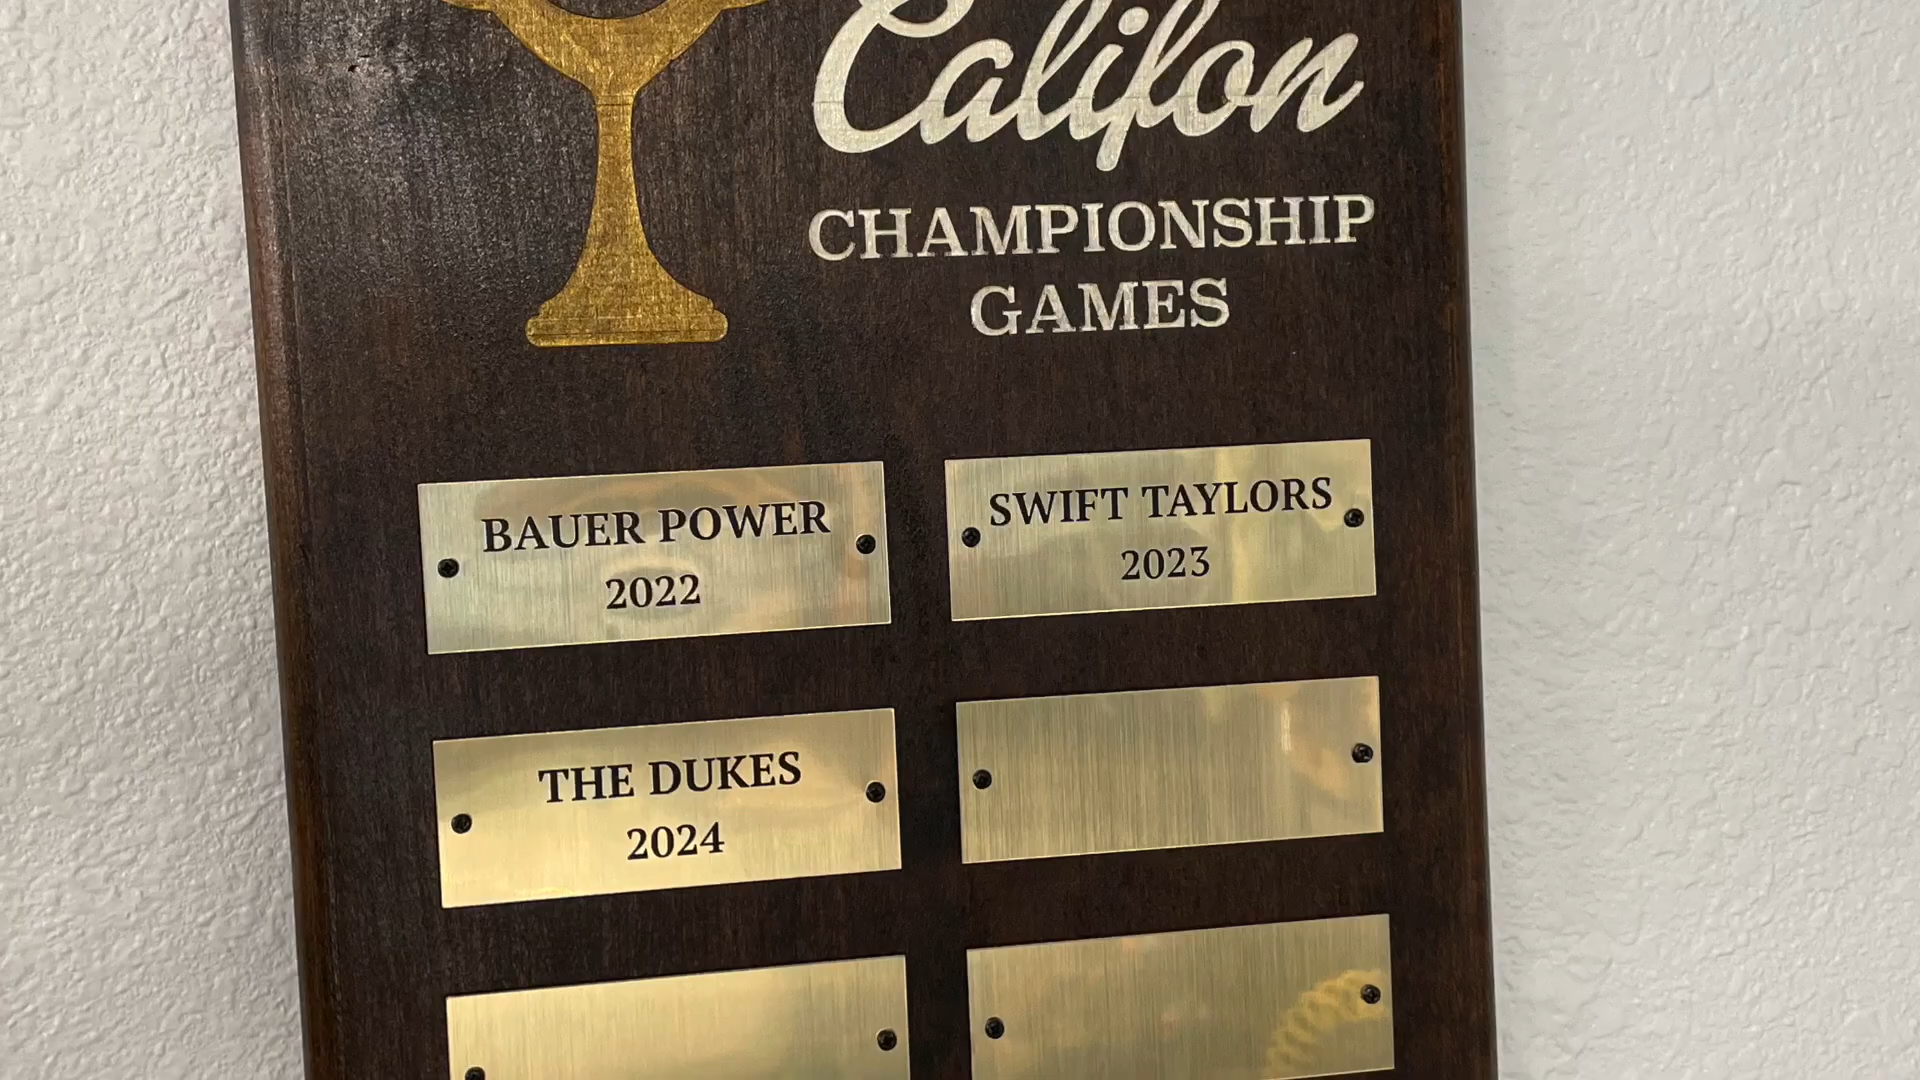 Califon
CHAMPIONSHIP
GAMES
BAUER POWER
2022
SWIFT TAYLORS
2023
THE DUKES
2024